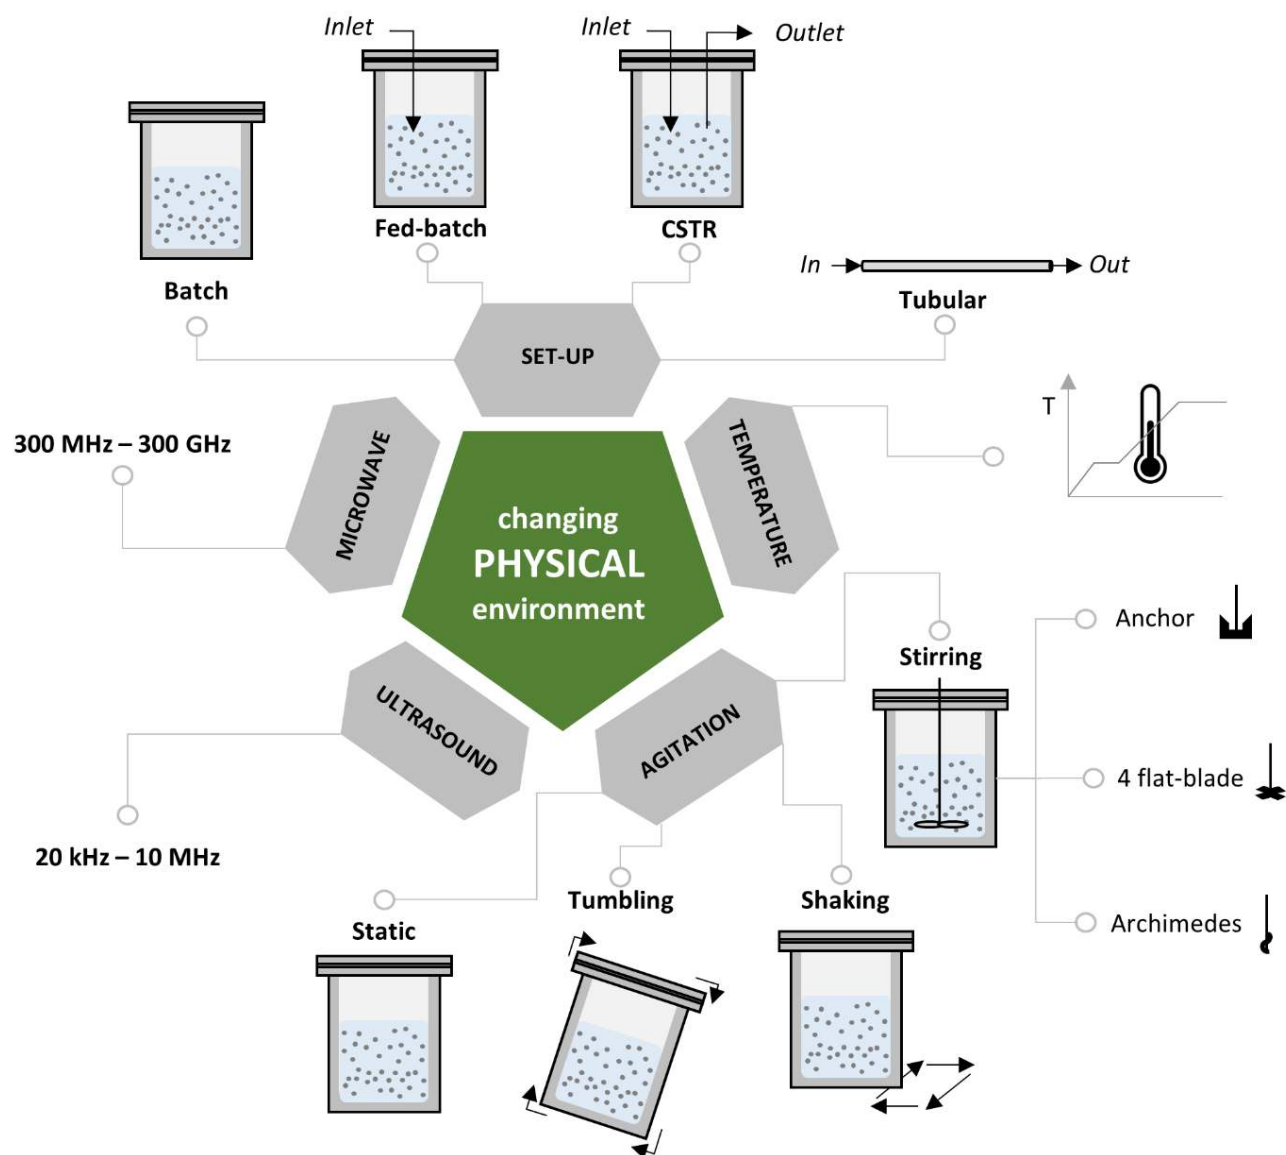 Inlet
Inlet
Outlet
Fed-batch
CSTR
Batch
In
Out
Tubular
SET-UP
300 MHz – 300 GHz
MICROWAVE
TEMPERATURE
T
changing
PHYSICAL
environment
Anchor
Stirring
ULTRASOUND
AGITATION
4 flat-blade
20 kHz – 10 MHz
Tumbling
Shaking
Archimedes
Static